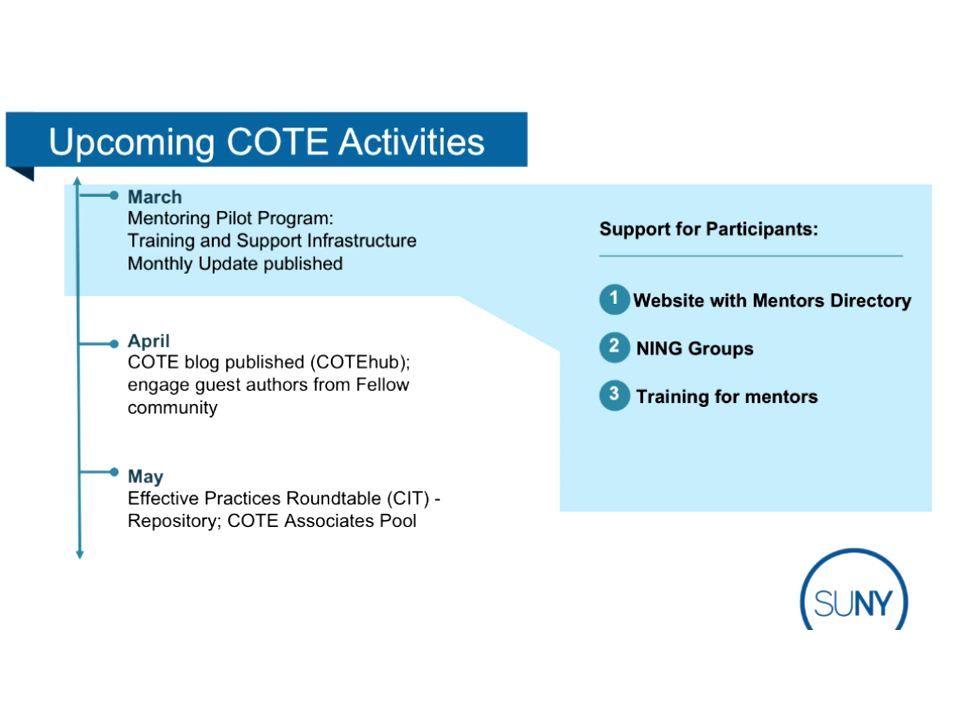 Upcoming COTE Activities
March
Mentoring Pilot Program:
Training and Support Infrastructure
Monthly Update published
April
COTE blog published (COTEhub);
engage guest authors from Fellow
community
May
Effective Practices Roundtable (CIT) -
Repository; COTE Associates Pool
Support for Participants:
1 Website with Mentors Directory
2 NING Groups
3 Training for mentors
SUNY